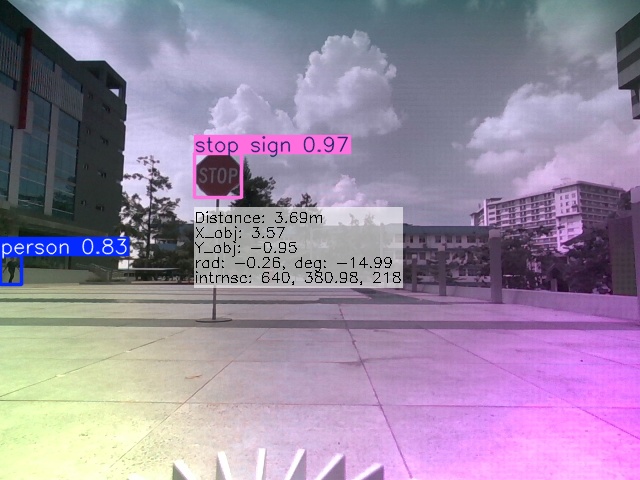 stop sign 0.97
STOP
Distance: 3.69m
X_obj: 3.57
Y_obj: −0.95
rad: −0.26, deg: −14.99
intrnsc: 640, 380.98, 218
person 0.83